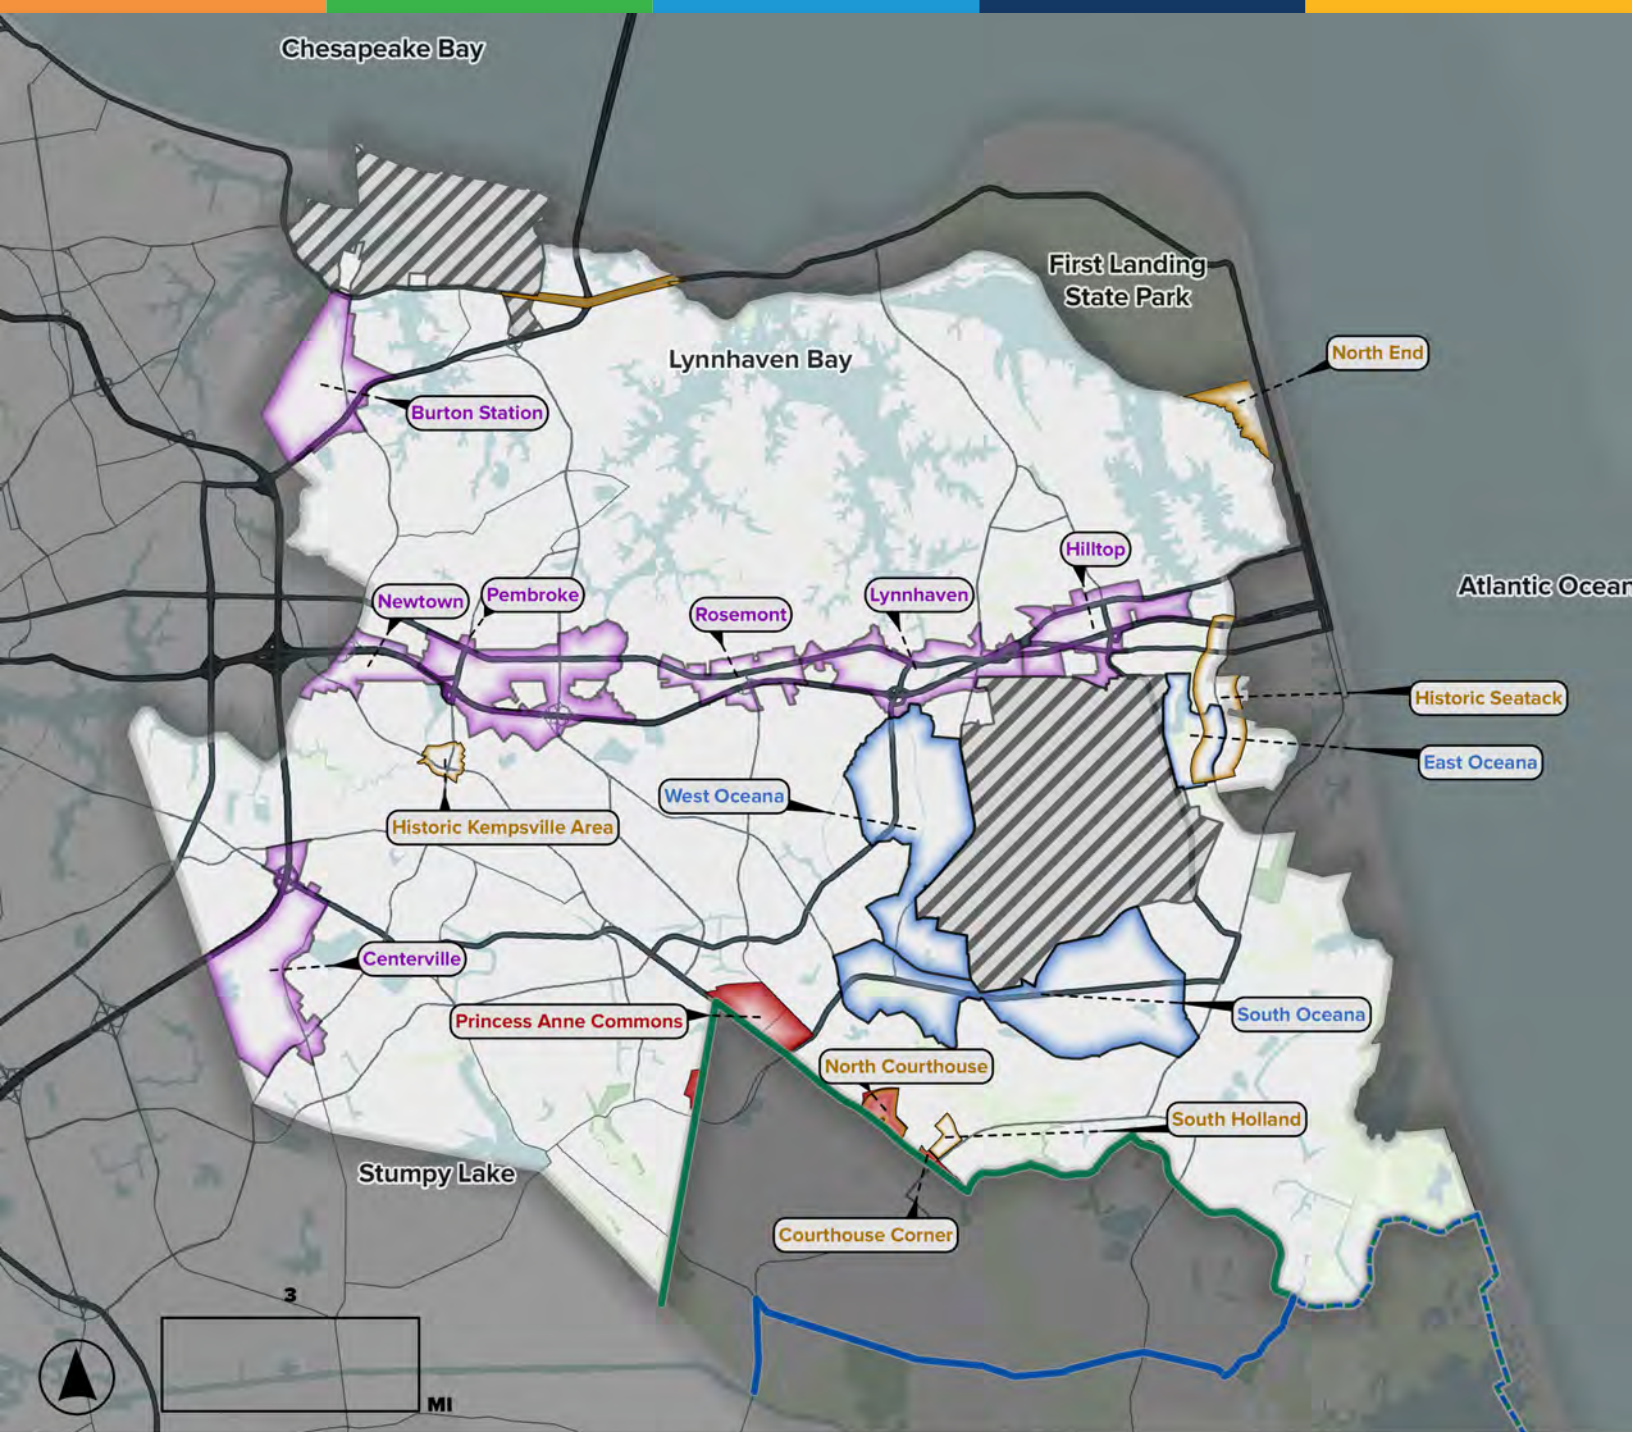 Chesapeake Bay
First Landing
State Park
North End
Lynnhaven Bay
Burton Station
Hilltop
Atlantic Ocean
Newtown
Pembroke
Lynnhaven
Rosemont
Historic Seatack
East Oceana
West Oceana
Historic Kempsville Area
Centerville
South Oceana
Princess Anne Commons
North Courthouse
South Holland
Stumpy Lake
Courthouse Corner
3
MI